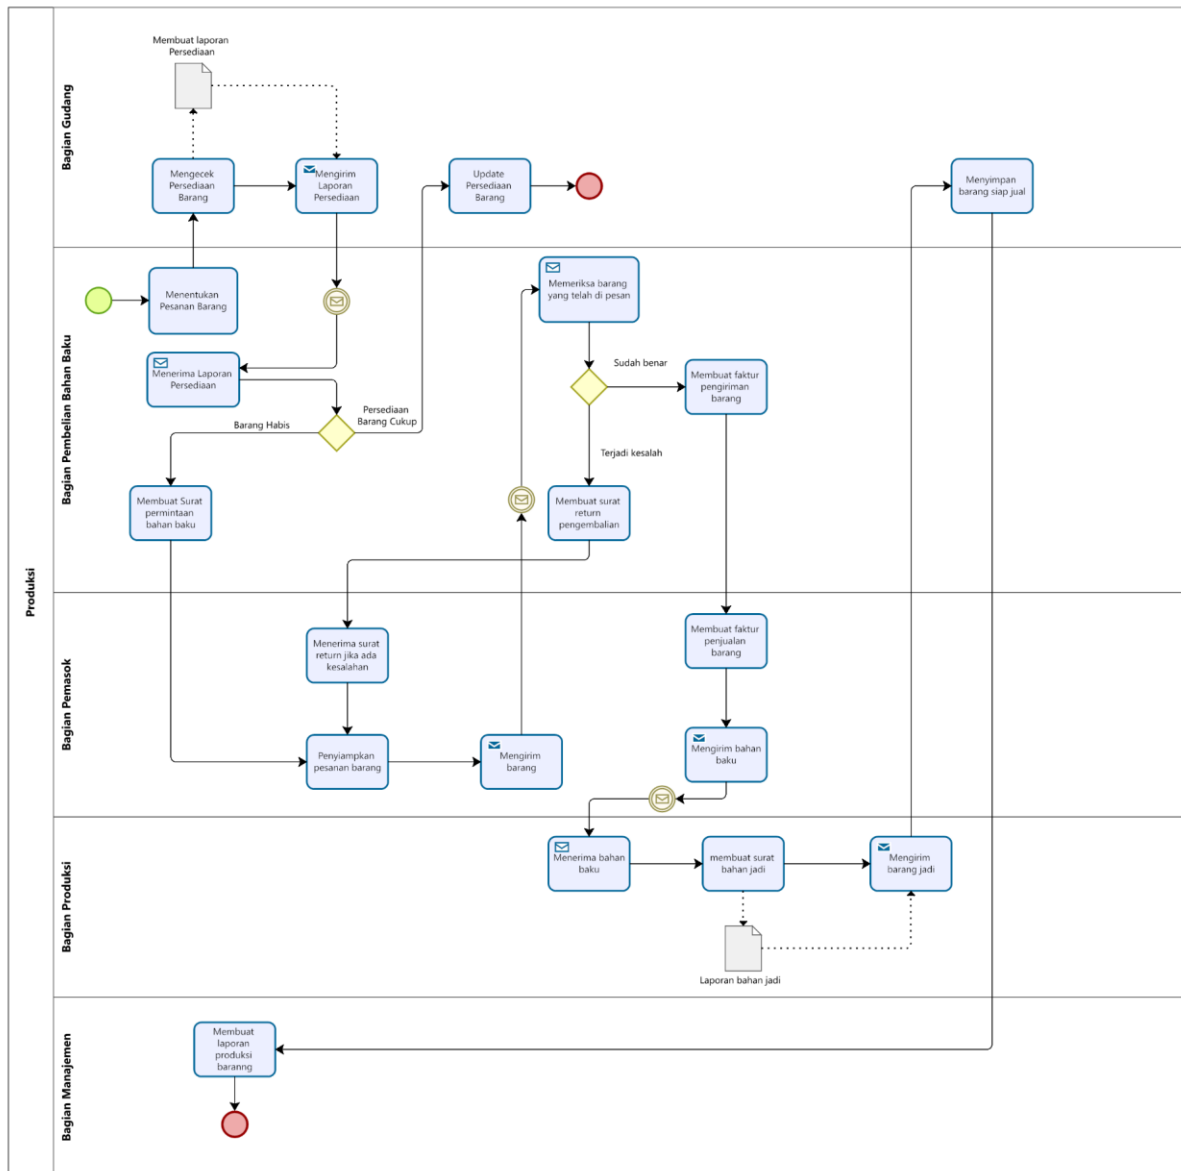 Produksi
Bagian Gudang
Membuat laporan
Persediaan
Mengecek
Persediaan
Barang
Mengirim
Laporan
Persediaan
Update
Persediaan
Barang
Menyimpan
barang siap jual
Bagian Pembelian Bahan Baku
Menentukan
Pesanan Barang
Memeriksa barang
yang telah di pesan
Menerima Laporan
Persediaan
Sudah benar
Membuat faktur
pengiriman
barang
Persediaan
Barang Cukup
Barang Habis
Terjadi kesalah
Membuat Surat
permintaan
bahan baku
Membuat surat
return
pengembalian
Bagian Pemasok
Menerima surat
return jika ada
kesalahan
Membuat faktur
penjualan
barang
Penyiampkan
pesanan barang
Mengirim
barang
Mengirim bahan
baku
Bagian Produksi
Menerima bahan
baku
membuat surat
bahan jadi
Mengirim
barang jadi
Laporan bahan jadi
Bagian Manajemen
Membuat
laporan
produksi
baranng